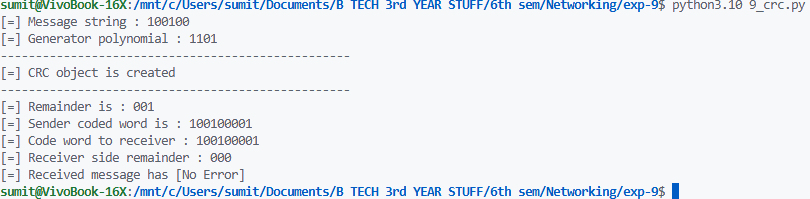 sumit@VivoBook-16X:/mnt/c/Users/sumit/Documents/B TECH 3rd YEAR STUFF/6th sem/Networking/exp-9$ python3.10 9_crc.py
[=] Message string : 100100
[=] Generator polynomial : 1101
--------------------------------------------------
[=] CRC object is created
--------------------------------------------------
[=] Remainder is : 001
[=] Sender coded word is : 100100001
[=] Code word to receiver : 100100001
[=] Receiver side remainder : 000
[=] Received message has [No Error]
sumit@VivoBook-16X:/mnt/c/Users/sumit/Documents/B TECH 3rd YEAR STUFF/6th sem/Networking/exp-9$